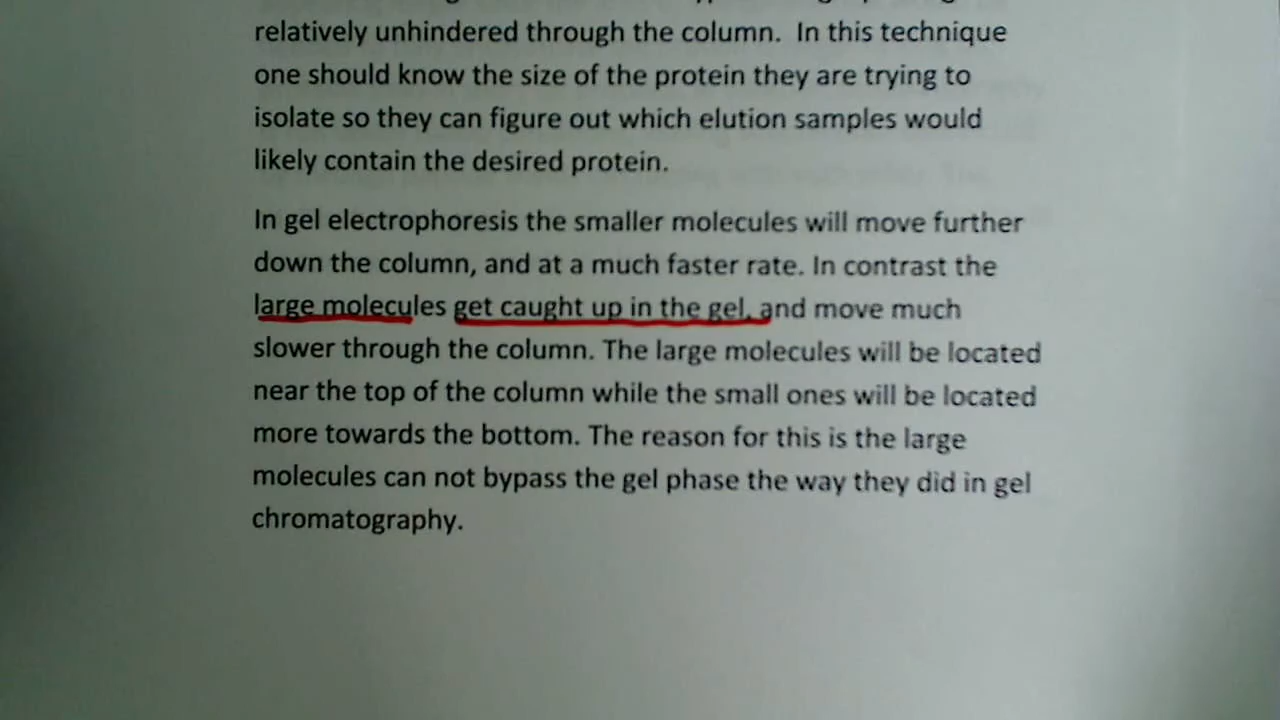 relatively unhindered through the column.  In this technique
one should know the size of the protein they are trying to
isolate so they can figure out which elution samples would
likely contain the desired protein.
In gel electrophoresis the smaller molecules will move further
down the column, and at a much faster rate. In contrast the
large molecules get caught up in the gel, and move much
slower through the column. The large molecules will be located
near the top of the column while the small ones will be located
more towards the bottom. The reason for this is the large
molecules can not bypass the gel phase the way they did in gel
chromatography.